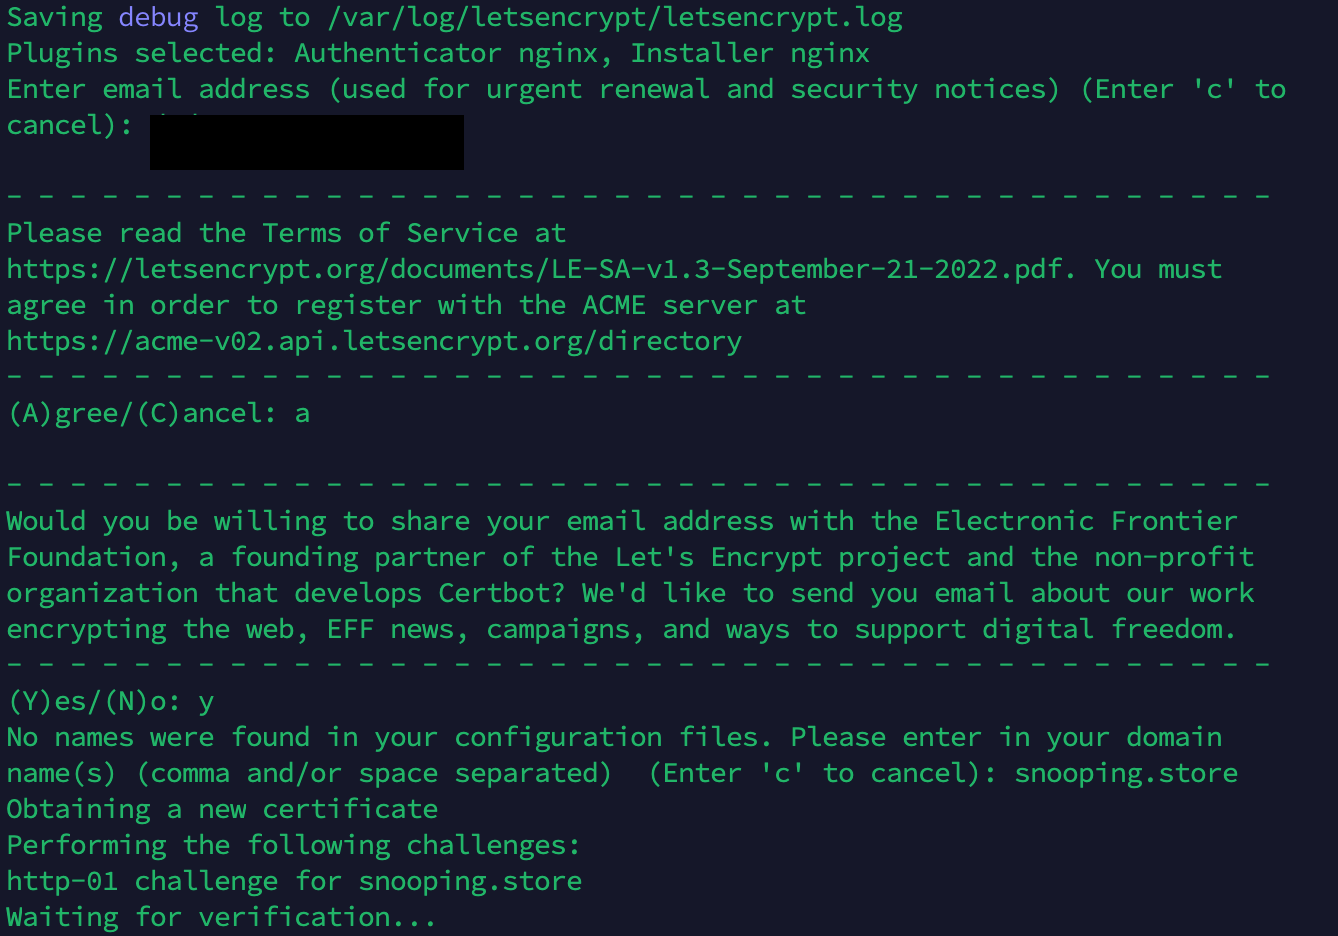 Saving debug log to /var/log/letsencrypt/letsencrypt.log
Plugins selected: Authenticator nginx, Installer nginx
Enter email address (used for urgent renewal and security notices) (Enter 'c' to
cancel):
- - - - - - - - - - - - - - - - - - - - - - - - - - - - - - - - - - - - - - - -
Please read the Terms of Service at
https://letsencrypt.org/documents/LE-SA-v1.3-September-21-2022.pdf. You must
agree in order to register with the ACME server at
https://acme-v02.api.letsencrypt.org/directory
- - - - - - - - - - - - - - - - - - - - - - - - - - - - - - - - - - - - - - - -
(A)gree/(C)ancel: a
- - - - - - - - - - - - - - - - - - - - - - - - - - - - - - - - - - - - - - - -
Would you be willing to share your email address with the Electronic Frontier
Foundation, a founding partner of the Let's Encrypt project and the non-profit
organization that develops Certbot? We'd like to send you email about our work
encrypting the web, EFF news, campaigns, and ways to support digital freedom.
- - - - - - - - - - - - - - - - - - - - - - - - - - - - - - - - - - - - - - - -
(Y)es/(N)o: y
No names were found in your configuration files. Please enter in your domain
name(s) (comma and/or space separated)  (Enter 'c' to cancel): snooping.store
Obtaining a new certificate
Performing the following challenges:
http-01 challenge for snooping.store
Waiting for verification...